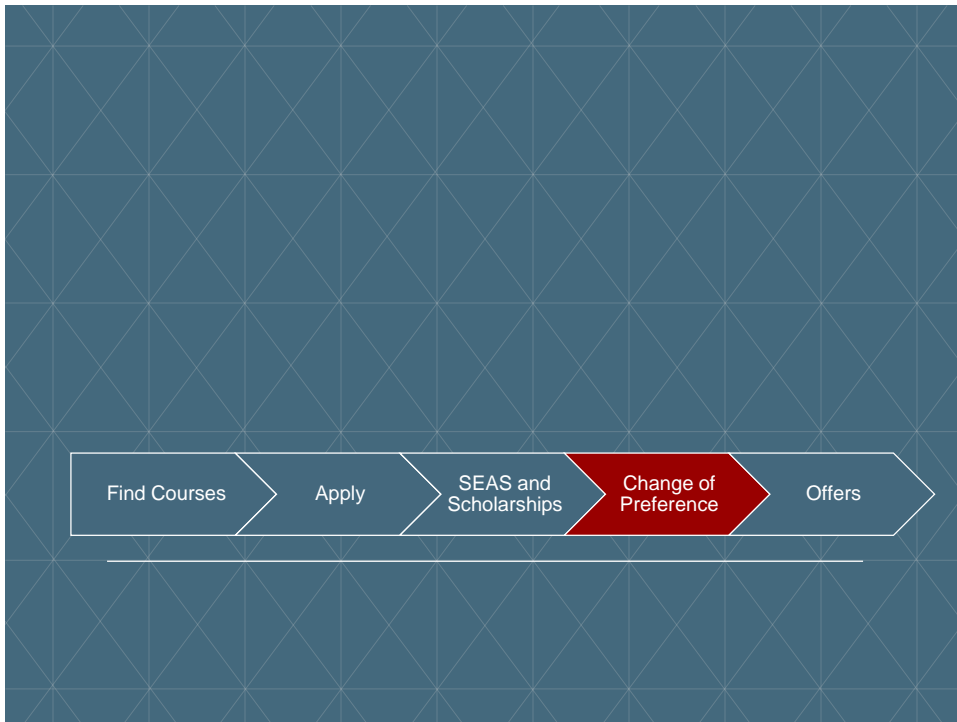 Find Courses
Apply
SEAS and
Scholarships
Change of
Preference
Offers